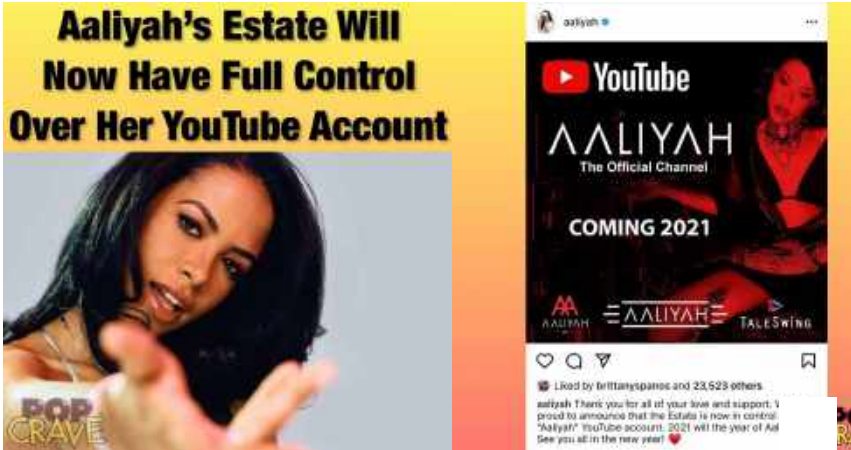 Aaliyah's Estate Will
Now Have Full Control
Over Her YouTube Account
POP
CRAVE
aaliyah
YouTube
AALIYAH
The Official Channel
COMING 2021
AA
AALIYAH
AALIYAH
TALESWING
Liked by brittanyspanos and 23,523 others
aaliyah Thank you for all of your love and support.
proud to announce that the Estate is now in control
"Aaliyah" YouTube account. 2021 will the year of Aal
See you all in the new year!